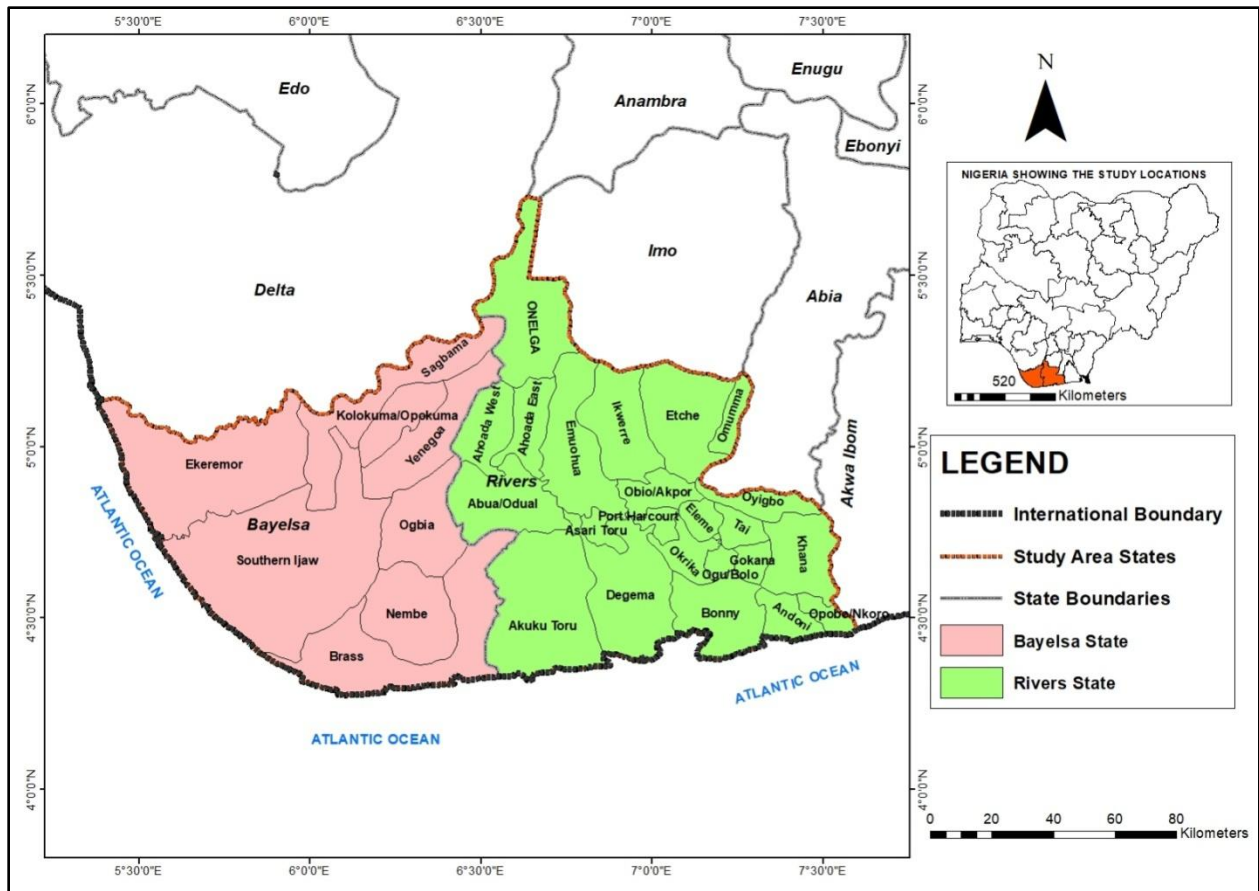 5°30'0"E
6°0'0"E
6°30'0"E
7°0'0"E
7°30'0"E
6°0'0"N
5°30'0"N
5°0'0"N
4°30'0"N
4°0'0"N
Edo
Enugu
Anambra
Ebonyi
Delta
Imo
Abia
Akwa Ibom
ONELGA
Sagbama
Kolokuma/Opokuma
Yenegoa
Ekeremor
Bayelsa
Southern Ijaw
Ogbia
Nembe
Brass
Ahoada West
Ahoada East
Rivers
Abua/Odual
Emuohua
Ikwerre
Etche
Omumma
Obio/Akpor
Oyigbo
Port Harcourt
Eleme
Tai
Asari Toru
Okrika
Gokana
Ogu/Bolo
Khana
Akuku Toru
Degema
Bonny
Andoni
Opobe/Nkoro
ATLANTIC OCEAN
ATLANTIC OCEAN
ATLANTIC OCEAN
5°30'0"E
6°0'0"E
6°30'0"E
7°0'0"E
7°30'0"E
6°0'0"N
5°30'0"N
5°0'0"N
4°30'0"N
4°0'0"N
N
NIGERIA SHOWING THE STUDY LOCATIONS
520
Kilometers
LEGEND
International Boundary
Study Area States
State Boundaries
Bayelsa State
Rivers State
0 20 40 60 80
Kilometers